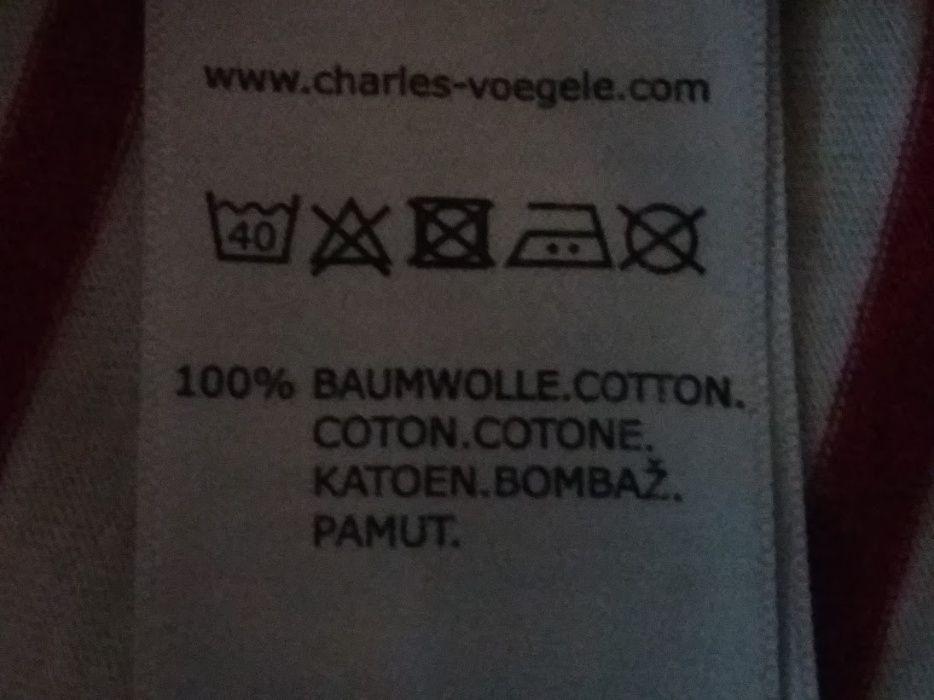 www.charles-voegele.com
40
100% BAUMWOLLE.COTTON.
COTON.COTONE.
KATOEN.BOMBAŽ.
PAMUT.